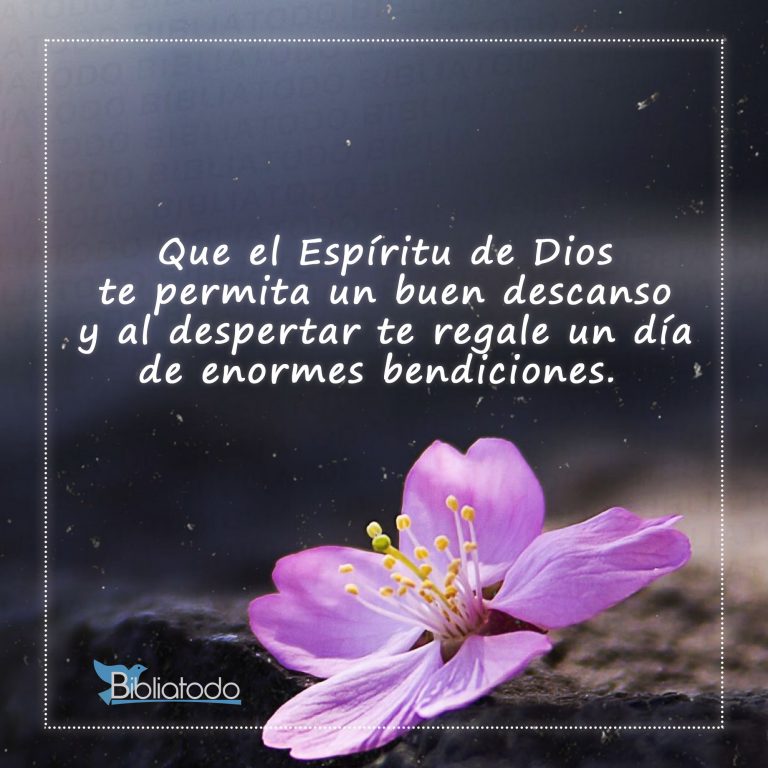 Que el Espíritu de Dios
te permita un buen descanso
y al despertar te regale un día
de enormes bendiciones.
Bibliatodo